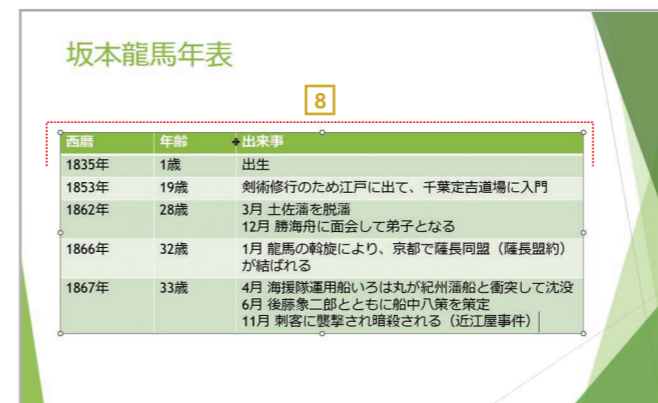 坂本龍馬年表
8
西暦 年齢 出来事
1835年 1歳 出生
1853年 19歳 剣術修行のため江戸に出て、千葉定吉道場に入門
1862年 28歳 3月 土佐藩を脱藩
12月 勝海舟に面会して弟子となる
1866年 32歳 1月 龍馬の斡旋により、京都で薩長同盟（薩長盟約）
が結ばれる
1867年 33歳 4月 海援隊運用船いろは丸が紀州藩船と衝突して沈没
6月 後藤象二郎とともに船中八策を策定
11月 刺客に襲撃され暗殺される（近江屋事件）